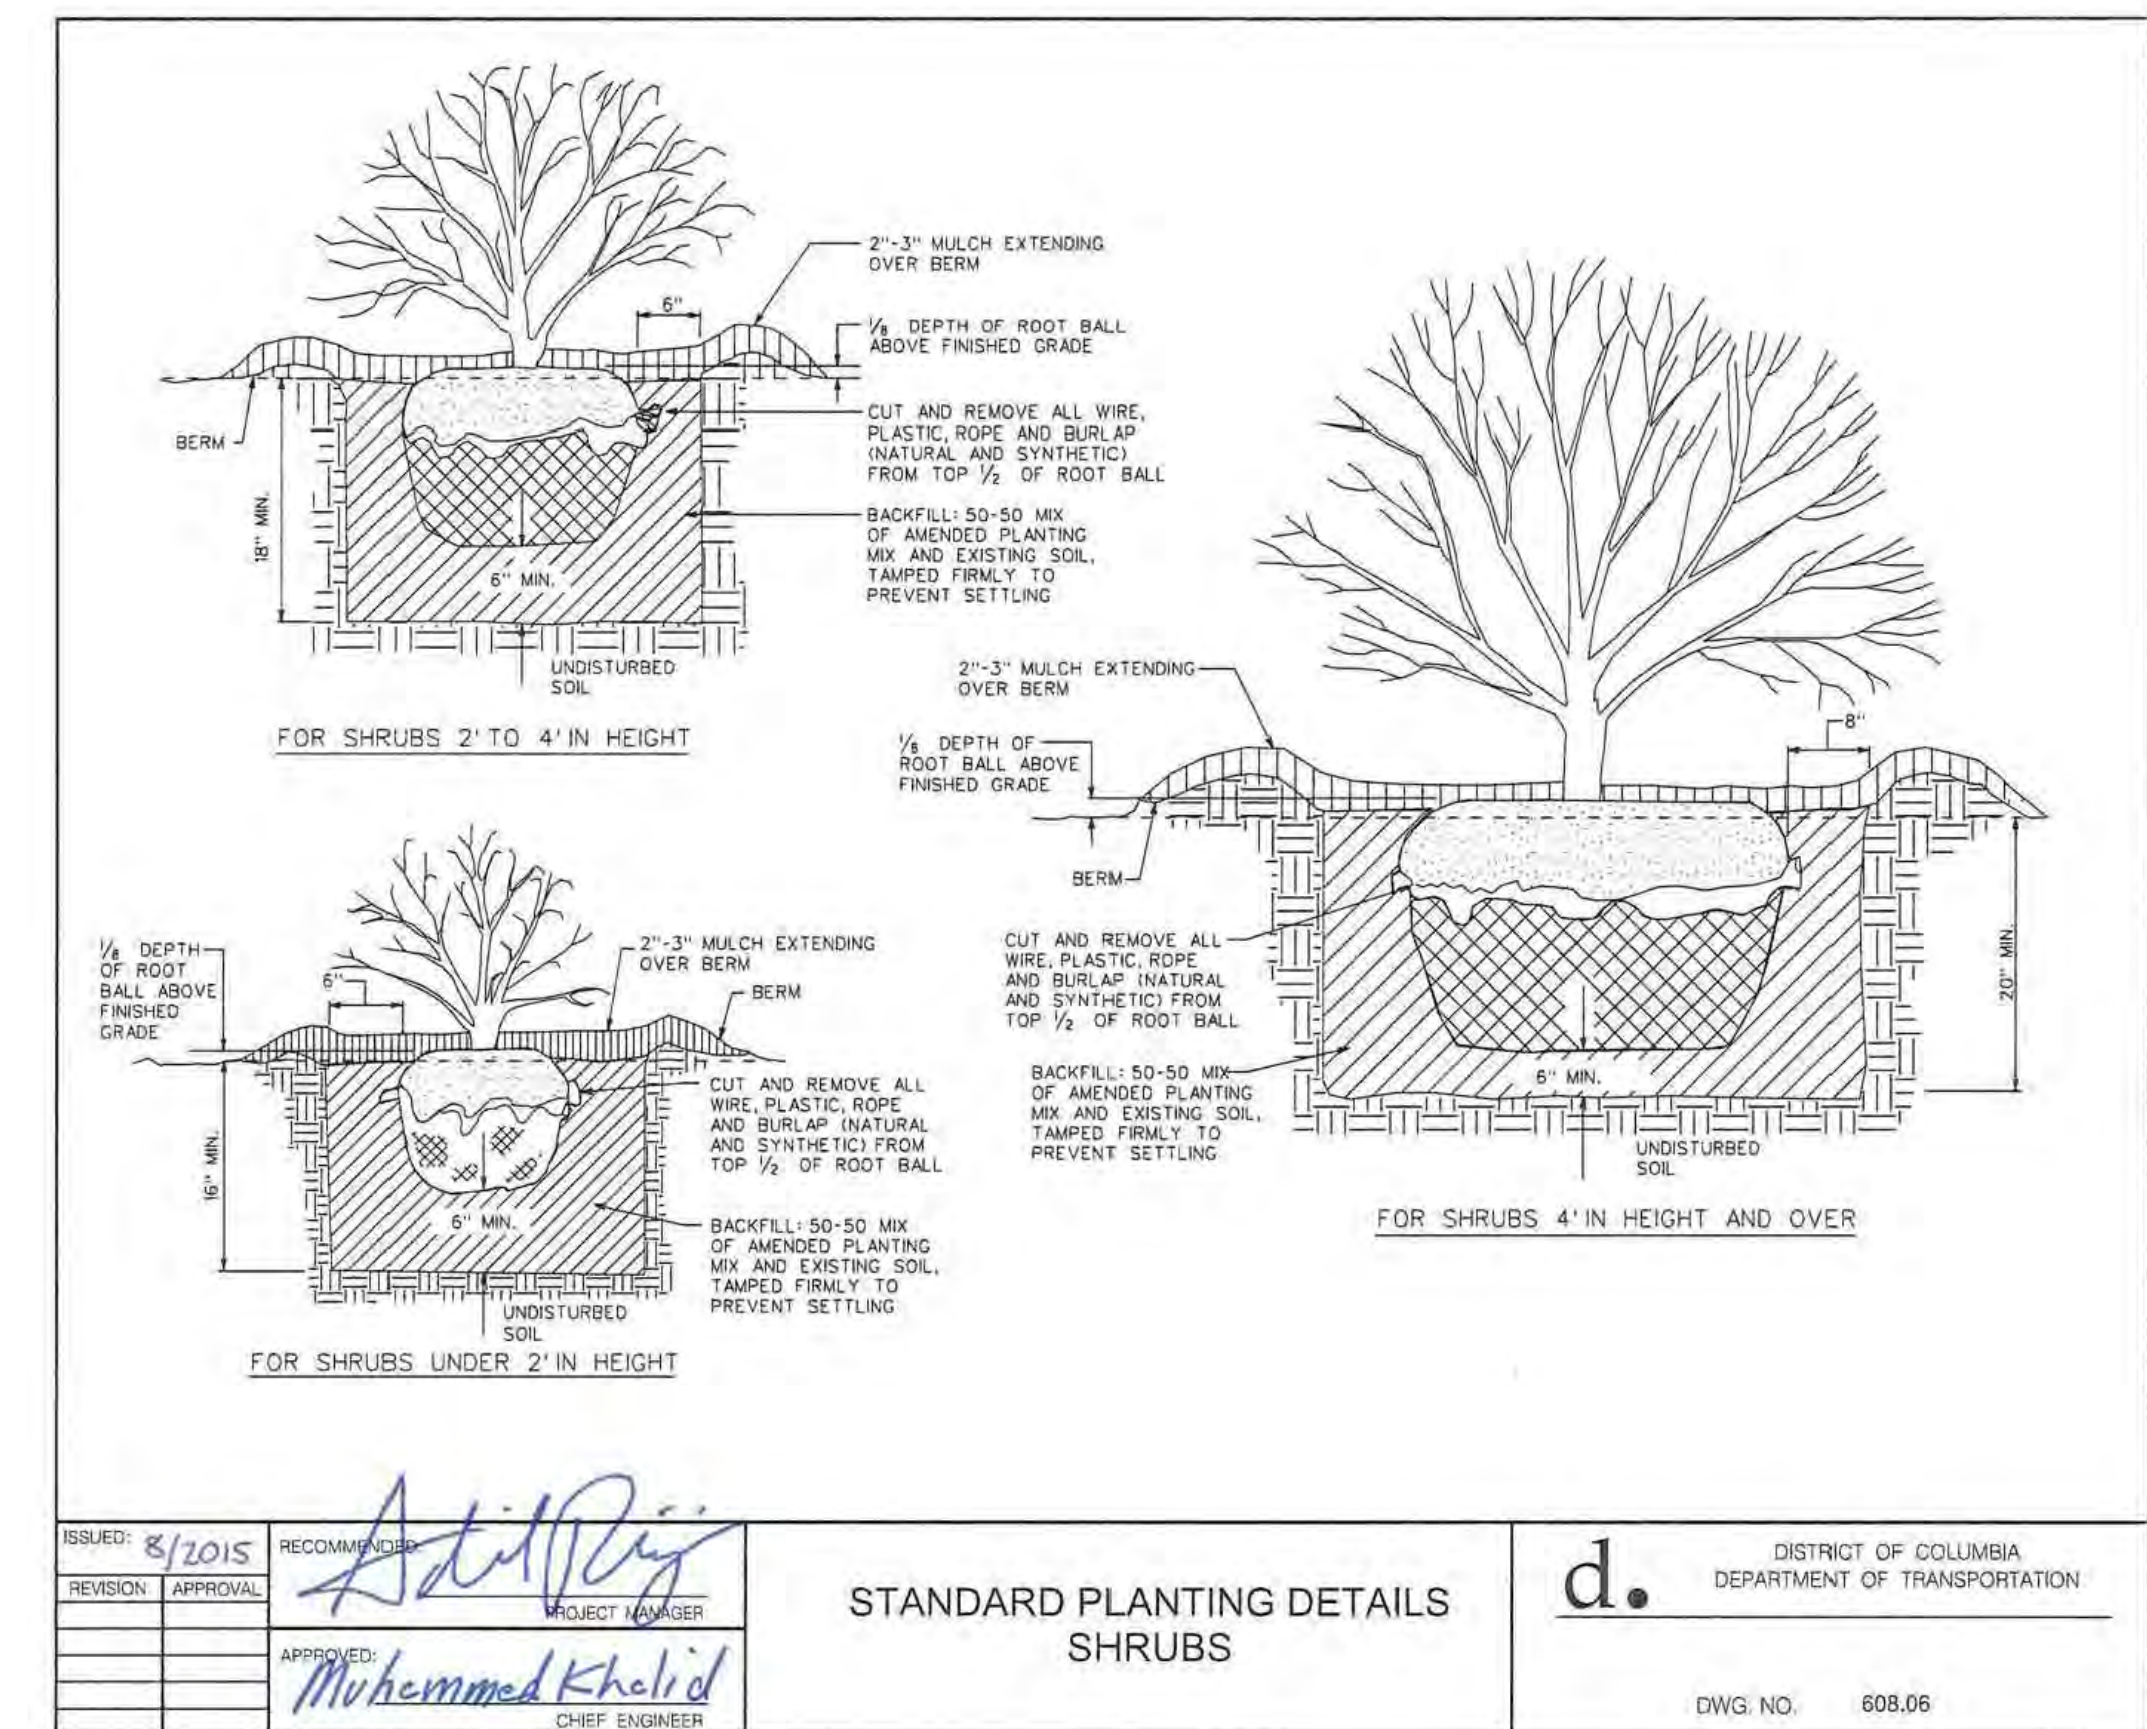 2"-3" MULCH EXTENDING
OVER BERM
6"
1/8 DEPTH OF ROOT BALL
ABOVE FINISHED GRADE
CUT AND REMOVE ALL WIRE,
PLASTIC, ROPE AND BURLAP
(NATURAL AND SYNTHETIC)
FROM TOP 1/2 OF ROOT BALL
BERM
18" MIN.
BACKFILL: 50-50 MIX
OF AMENDED PLANTING
MIX AND EXISTING SOIL,
TAMPED FIRMLY TO
PREVENT SETTLING
6" MIN.
UNDISTURBED
SOIL
FOR SHRUBS 2' TO 4' IN HEIGHT
2"-3" MULCH EXTENDING
OVER BERM
8"
1/8 DEPTH OF
ROOT BALL ABOVE
FINISHED GRADE
BERM
CUT AND REMOVE ALL
WIRE, PLASTIC, ROPE
AND BURLAP (NATURAL
AND SYNTHETIC) FROM
TOP 1/2 OF ROOT BALL
20" MIN.
BACKFILL: 50-50 MIX
OF AMENDED PLANTING
MIX AND EXISTING SOIL,
TAMPED FIRMLY TO
PREVENT SETTLING
6" MIN.
UNDISTURBED
SOIL
FOR SHRUBS 4' IN HEIGHT AND OVER
1/8 DEPTH
OF ROOT
BALL ABOVE
FINISHED
GRADE
6"
2"-3" MULCH EXTENDING
OVER BERM
BERM
16" MIN.
CUT AND REMOVE ALL
WIRE, PLASTIC, ROPE
AND BURLAP (NATURAL
AND SYNTHETIC) FROM
TOP 1/2 OF ROOT BALL
6" MIN.
BACKFILL: 50-50 MIX
OF AMENDED PLANTING
MIX AND EXISTING SOIL,
TAMPED FIRMLY TO
PREVENT SETTLING
UNDISTURBED
SOIL
FOR SHRUBS UNDER 2' IN HEIGHT
ISSUED: 8/2015
REVISION APPROVAL
RECOMMENDED
PROJECT MANAGER
APPROVED:
Muhammed Khalid
CHIEF ENGINEER
STANDARD PLANTING DETAILS
SHRUBS
d.
DISTRICT OF COLUMBIA
DEPARTMENT OF TRANSPORTATION
DWG. NO. 608.06